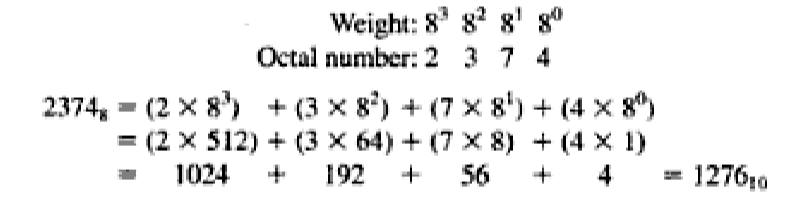 Weight: 8³ 8² 8¹ 8⁰
Octal number: 2 3 7 4
2374₈ = (2 × 8³) + (3 × 8²) + (7 × 8¹) + (4 × 8⁰)
= (2 × 512) + (3 × 64) + (7 × 8) + (4 × 1)
= 1024 + 192 + 56 + 4 = 1276₁₀